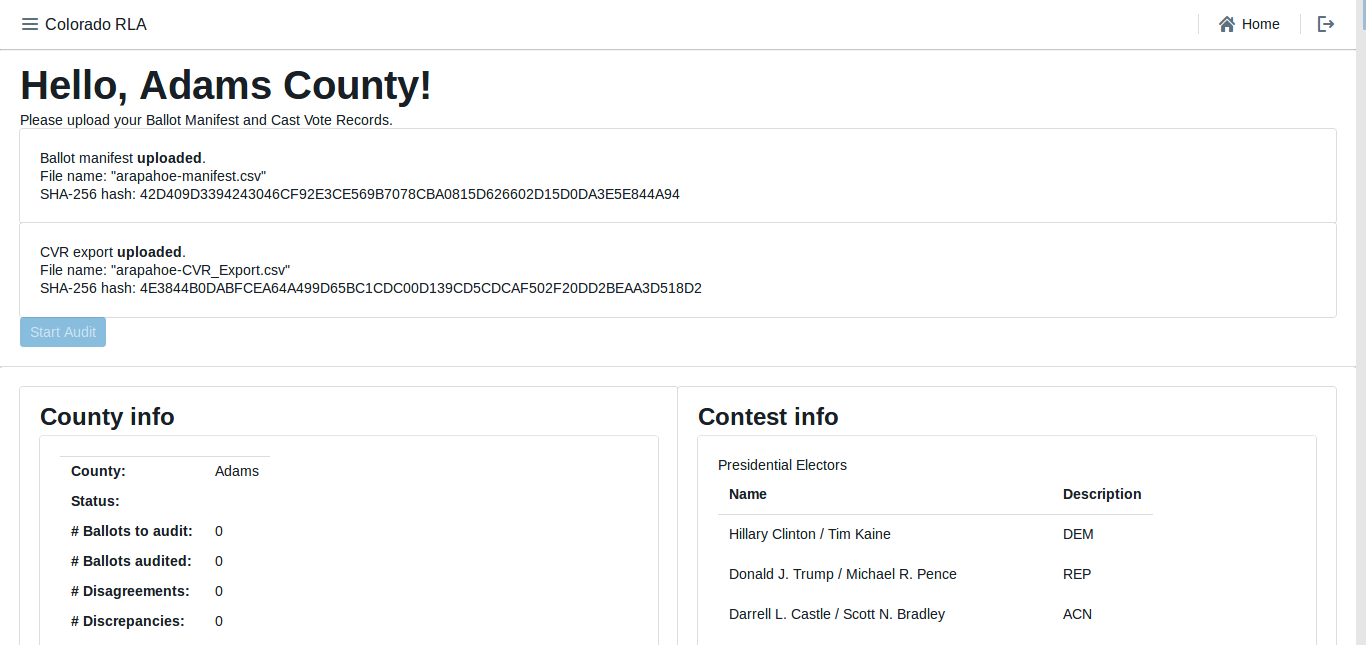 Colorado RLA
Home
Hello, Adams County!
Please upload your Ballot Manifest and Cast Vote Records.
Ballot manifest uploaded.
File name: "arapahoe-manifest.csv"
SHA-256 hash: 42D409D3394243046CF92E3CE569B7078CBA0815D626602D15D0DA3E5E844A94
CVR export uploaded.
File name: "arapahoe-CVR_Export.csv"
SHA-256 hash: 4E3844B0DABFCEA64A499D65BC1CDC00D139CD5CDCAF502F20DD2BEAA3D518D2
Start Audit
County info
County: Adams
Status:
# Ballots to audit: 0
# Ballots audited: 0
# Disagreements: 0
# Discrepancies: 0
Contest info
Presidential Electors
Name Description
Hillary Clinton / Tim Kaine DEM
Donald J. Trump / Michael R. Pence REP
Darrell L. Castle / Scott N. Bradley ACN